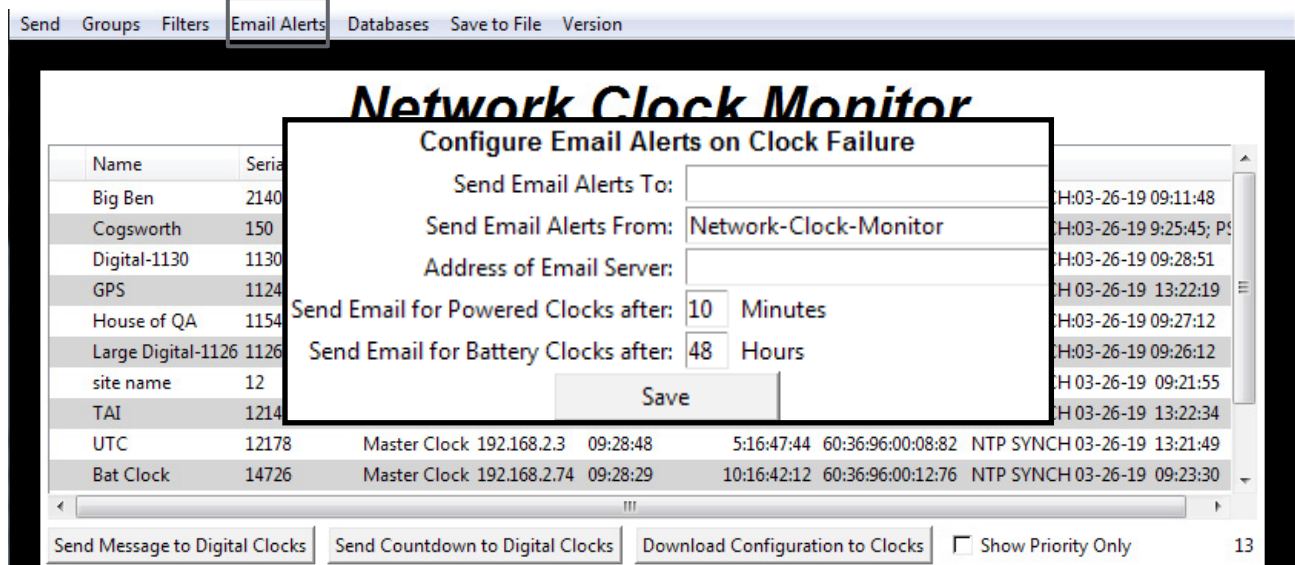 Send Groups Filters Email Alerts Databases Save to File Version
Network Clock Monitor
Configure Email Alerts on Clock Failure
Send Email Alerts To:
Send Email Alerts From: Network-Clock-Monitor
Address of Email Server:
Send Email for Powered Clocks after: 10 Minutes
Send Email for Battery Clocks after: 48 Hours
Save
Name Seria
Big Ben 2140 CH:03-26-19 09:11:48
Cogsworth 150 CH:03-26-19 9:25:45; PS
Digital-1130 1130 CH:03-26-19 09:28:51
GPS 1124 CH 03-26-19 13:22:19
House of QA 1154 CH:03-26-19 09:27:12
Large Digital-1126 1126 CH:03-26-19 09:26:12
site name 12 CH 03-26-19 09:21:55
TAI 1214 CH 03-26-19 13:22:34
UTC 12178 Master Clock 192.168.2.3 09:28:48 5:16:47:44 60:36:96:00:08:82 NTP SYNCH 03-26-19 13:21:49
Bat Clock 14726 Master Clock 192.168.2.74 09:28:29 10:16:42:12 60:36:96:00:12:76 NTP SYNCH 03-26-19 09:23:30
Send Message to Digital Clocks Send Countdown to Digital Clocks Download Configuration to Clocks Show Priority Only 13